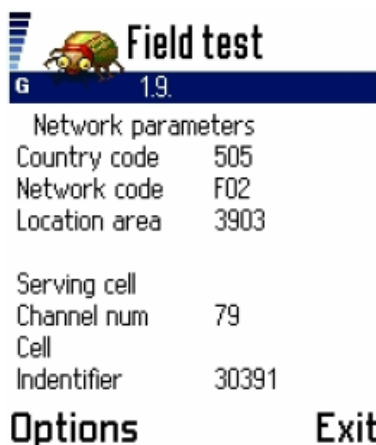 Field test
G 1.9.
Network parameters
Country code 505
Network code F02
Location area 3903
Serving cell
Channel num 79
Cell
Indentifier 30391
Options Exit